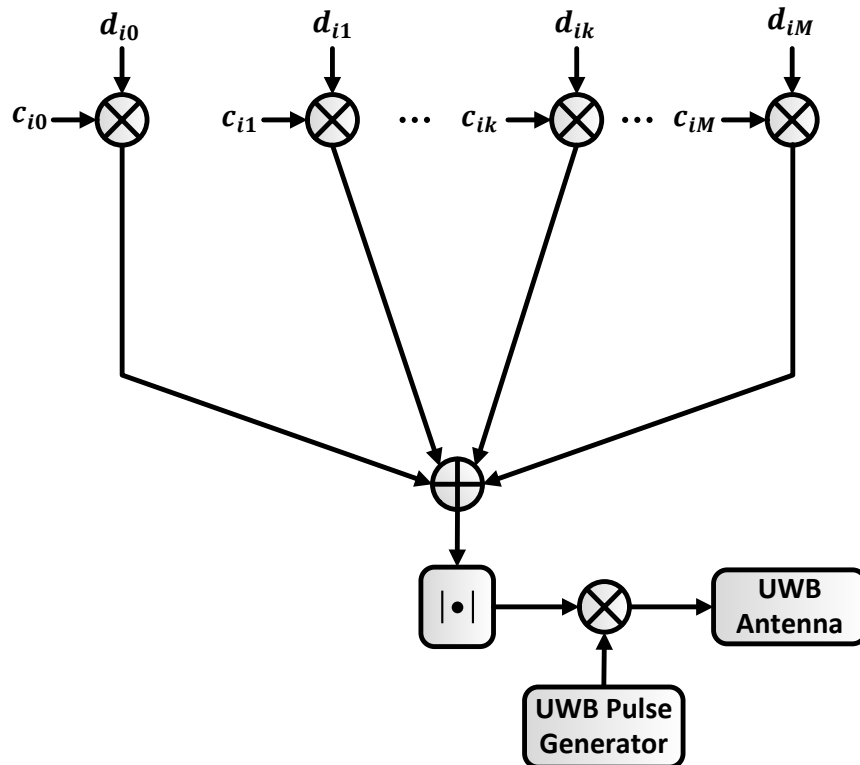 d_{i0} d_{i1} d_{ik} d_{iM}
c_{i0} c_{i1} ... c_{ik} ... c_{iM}
|•|
UWB
Antenna
UWB Pulse
Generator